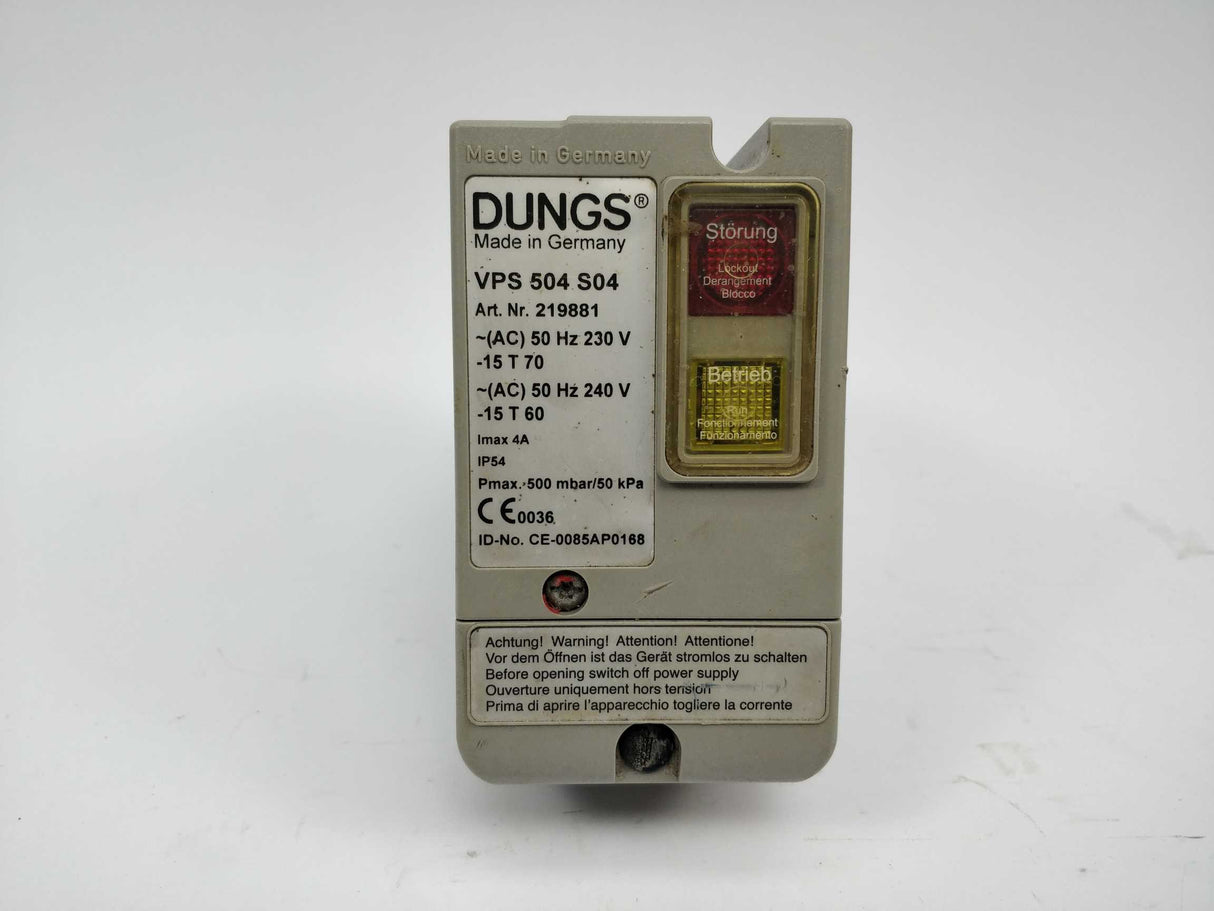 Made in Germany
DUNGS®
Made in Germany
VPS 504 S04
Art. Nr. 219881
~(AC) 50 Hz 230 V
-15 T 70
~(AC) 50 Hz 240 V
-15 T 60
Imax 4A
IP54
Pmax. 500 mbar/50 kPa
CE 0036
ID-No. CE-0085AP0168
Störung
Lockout
Derangement
Blocco
Betrieb
Run
Fonctionnement
Funzionamento
Achtung! Warning! Attention! Attentione!
Vor dem Öffnen ist das Gerät stromlos zu schalten
Before opening switch off power supply
Ouverture uniquement hors tension
Prima di aprire l'apparecchio togliere la corrente